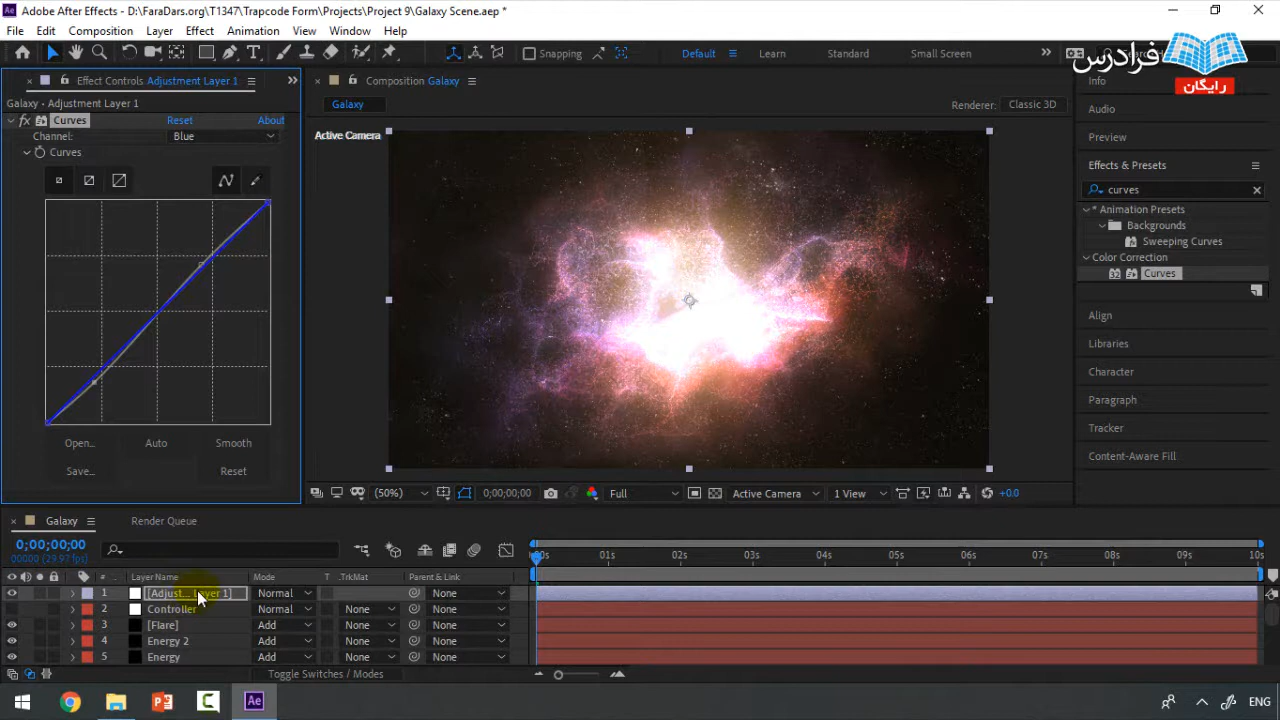 Adobe After Effects - D:\FaraDars.org\T1347\Trapcode Form\Projects\Project 9\Galaxy Scene.aep *
File Edit Composition Layer Effect Animation View Window Help
Snapping Default Learn Standard Small Screen
فرادرس
رایگان
Effect Controls Adjustment Layer 1
Galaxy • Adjustment Layer 1
fx Curves Reset About
Channel: Blue
Curves
Open... Auto Smooth
Save... Reset
Composition Galaxy
Galaxy
Renderer: Classic 3D
Active Camera
(50%) 0;00;00;00 Full Active Camera 1 View +0.0
Info
Audio
Preview
Effects & Presets
curves
* Animation Presets
Backgrounds
Sweeping Curves
Color Correction
Curves
Align
Libraries
Character
Paragraph
Tracker
Content-Aware Fill
Galaxy Render Queue
0;00;00;00
00000 (29.97 fps)
:00s 01s 02s 03s 04s 05s 06s 07s 08s 09s 10s
# Layer Name Mode T .TrkMat Parent & Link
1 [Adjust... Layer 1] Normal None
2 Controller Normal None None
3 [Flare] Add None None
4 Energy 2 Add None None
5 Energy Add None None
Toggle Switches / Modes
Ae ENG